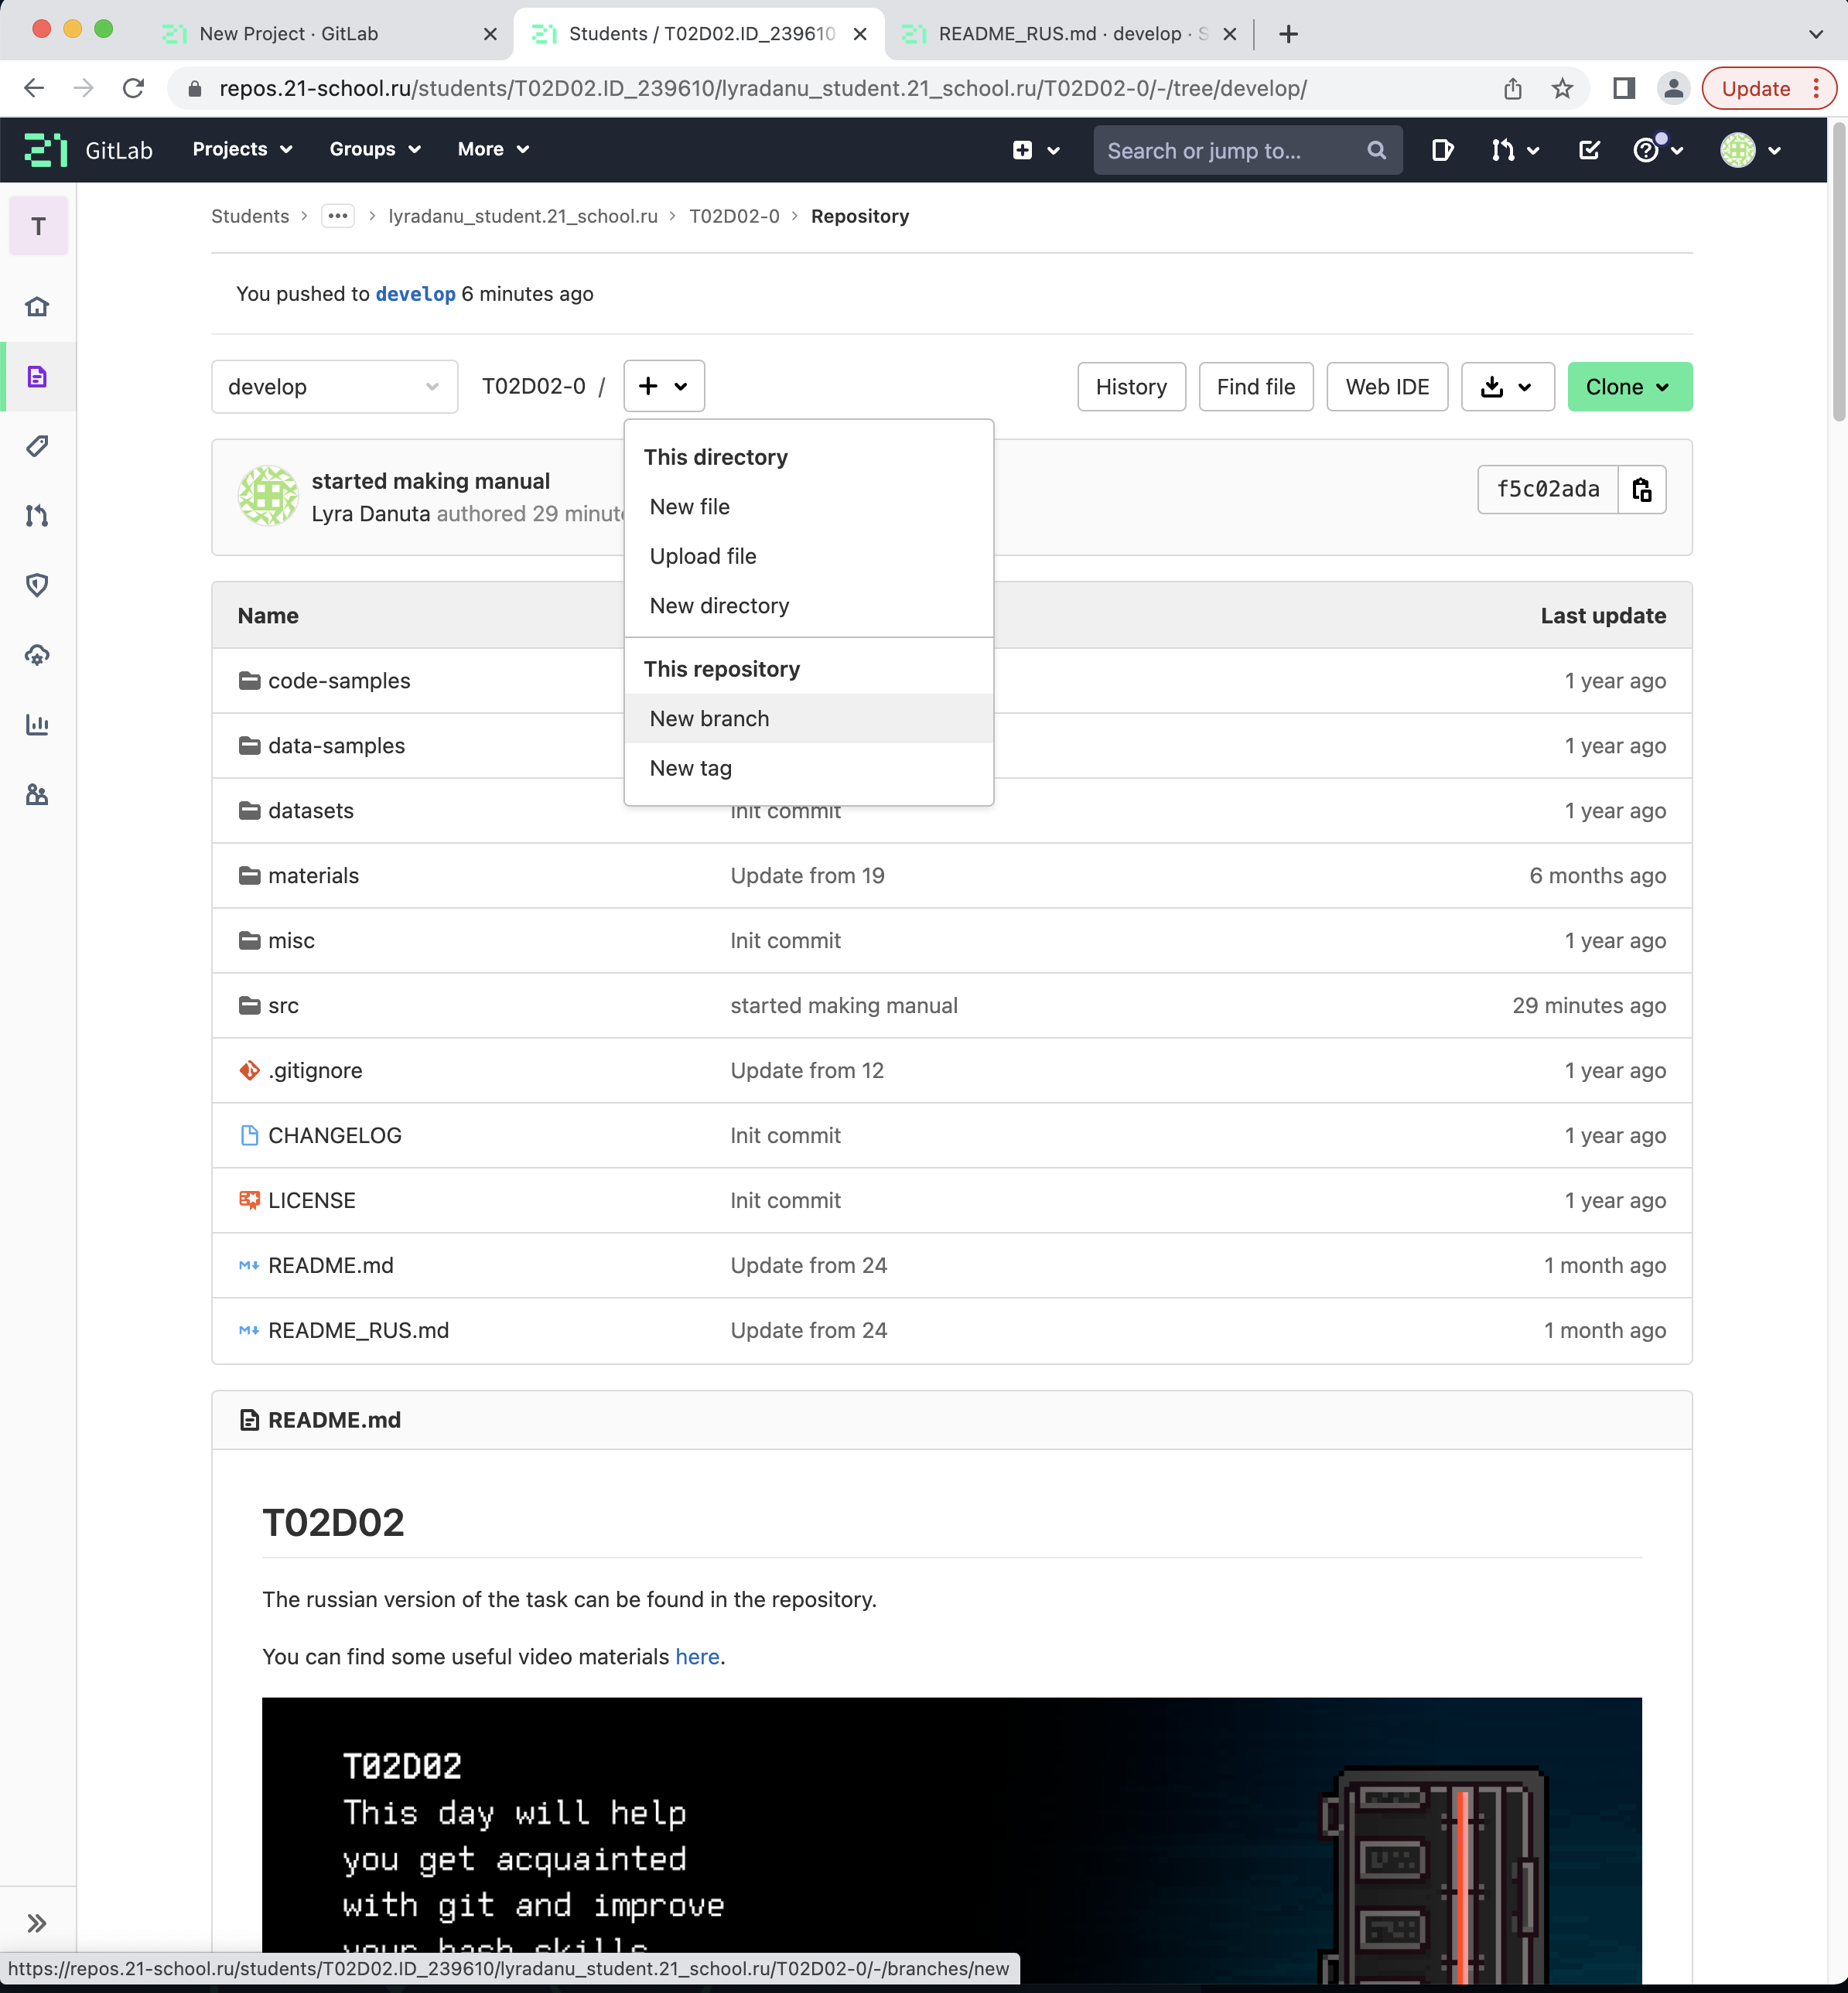 New Project · GitLab
Students / T02D02.ID_239610
README_RUS.md · develop · S
repos.21-school.ru/students/T02D02.ID_239610/lyradanu_student.21_school.ru/T02D02-0/-/tree/develop/
Update
GitLab
Projects
Groups
More
Search or jump to...
T
Students › ••• › lyradanu_student.21_school.ru › T02D02-0 › Repository
You pushed to develop 6 minutes ago
develop
T02D02-0 /
History
Find file
Web IDE
Clone
This directory
New file
Upload file
New directory
This repository
New branch
New tag
started making manual
Lyra Danuta authored 29 minut
f5c02ada
Name
Last update
code-samples
1 year ago
data-samples
1 year ago
datasets
Init commit
1 year ago
materials
Update from 19
6 months ago
misc
Init commit
1 year ago
src
started making manual
29 minutes ago
.gitignore
Update from 12
1 year ago
CHANGELOG
Init commit
1 year ago
LICENSE
Init commit
1 year ago
README.md
Update from 24
1 month ago
README_RUS.md
Update from 24
1 month ago
README.md
T02D02
The russian version of the task can be found in the repository.
You can find some useful video materials here.
T02D02
This day will help
you get acquainted
with git and improve
your bash skills
https://repos.21-school.ru/students/T02D02.ID_239610/lyradanu_student.21_school.ru/T02D02-0/-/branches/new